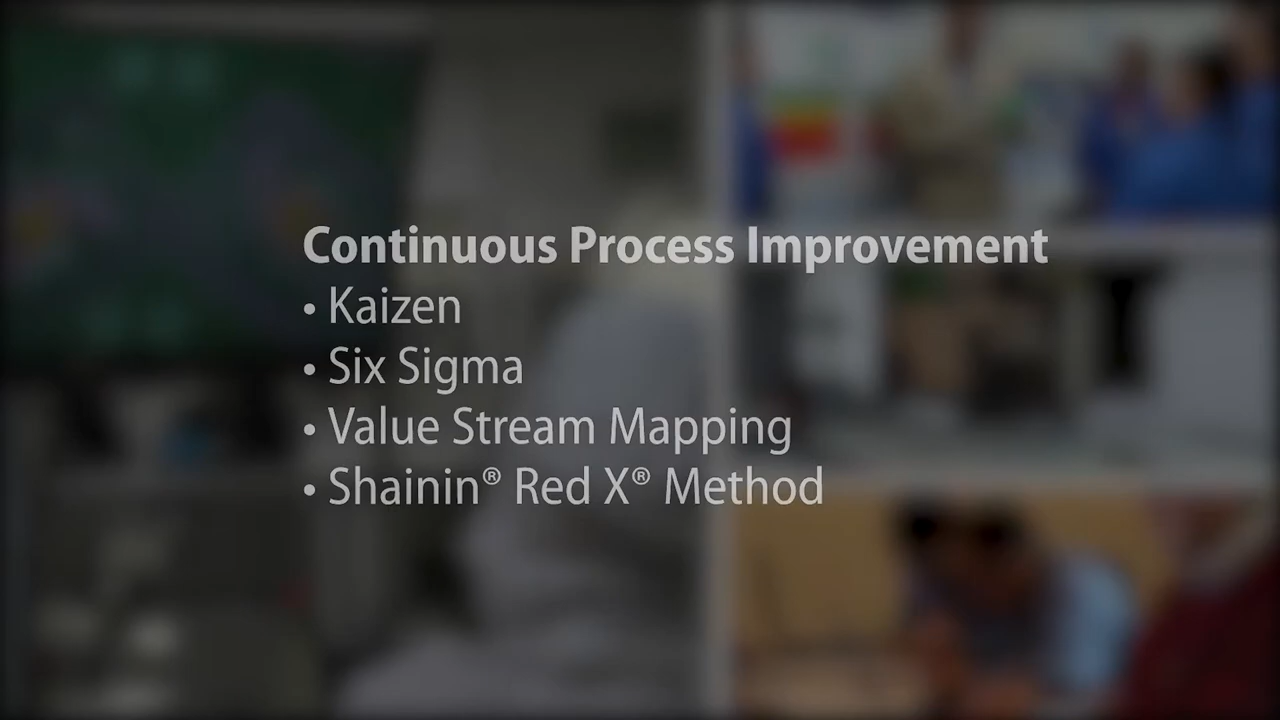 Continuous Process Improvement
• Kaizen
• Six Sigma
• Value Stream Mapping
• Shainin® Red X® Method